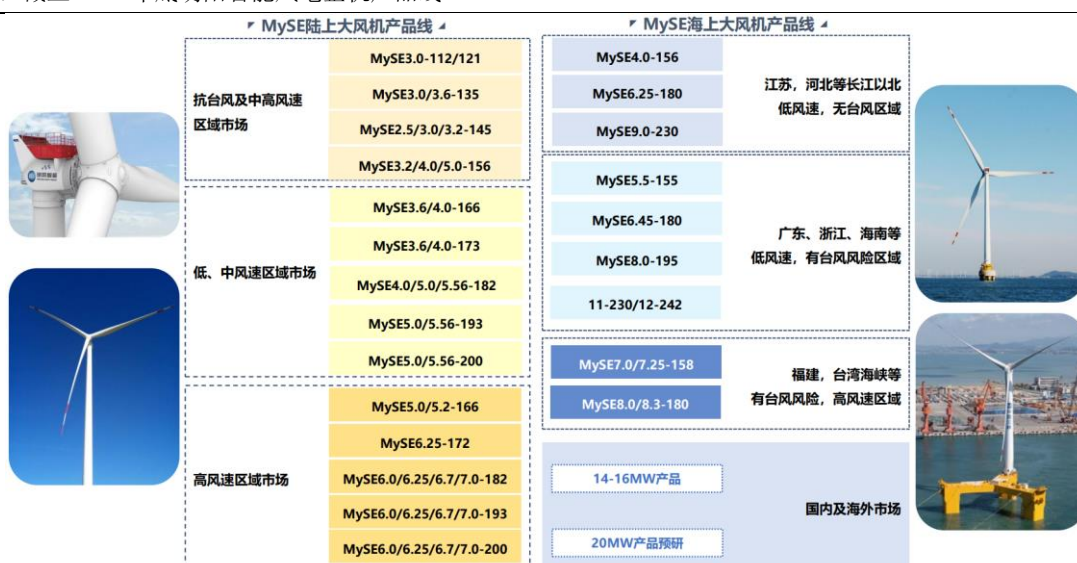 MySE陆上大风机产品线
抗台风及中高风速
区域市场
MySE3.0-112/121
MySE3.0/3.6-135
MySE2.5/3.0/3.2-145
MySE3.2/4.0/5.0-156
低、中风速区域市场
MySE3.6/4.0-166
MySE3.6/4.0-173
MySE4.0/5.0/5.56-182
MySE5.0/5.56-193
MySE5.0/5.56-200
高风速区域市场
MySE5.0/5.2-166
MySE6.25-172
MySE6.0/6.25/6.7/7.0-182
MySE6.0/6.25/6.7/7.0-193
MySE6.0/6.25/6.7/7.0-200
MySE海上大风机产品线
MySE4.0-156
MySE6.25-180
MySE9.0-230
江苏，河北等长江以北
低风速，无台风区域
MySE5.5-155
MySE6.45-180
MySE8.0-195
11-230/12-242
广东、浙江、海南等
低风速，有台风风险区域
MySE7.0/7.25-158
MySE8.0/8.3-180
福建，台湾海峡等
有台风风险，高风速区域
14-16MW产品
20MW产品预研
国内及海外市场